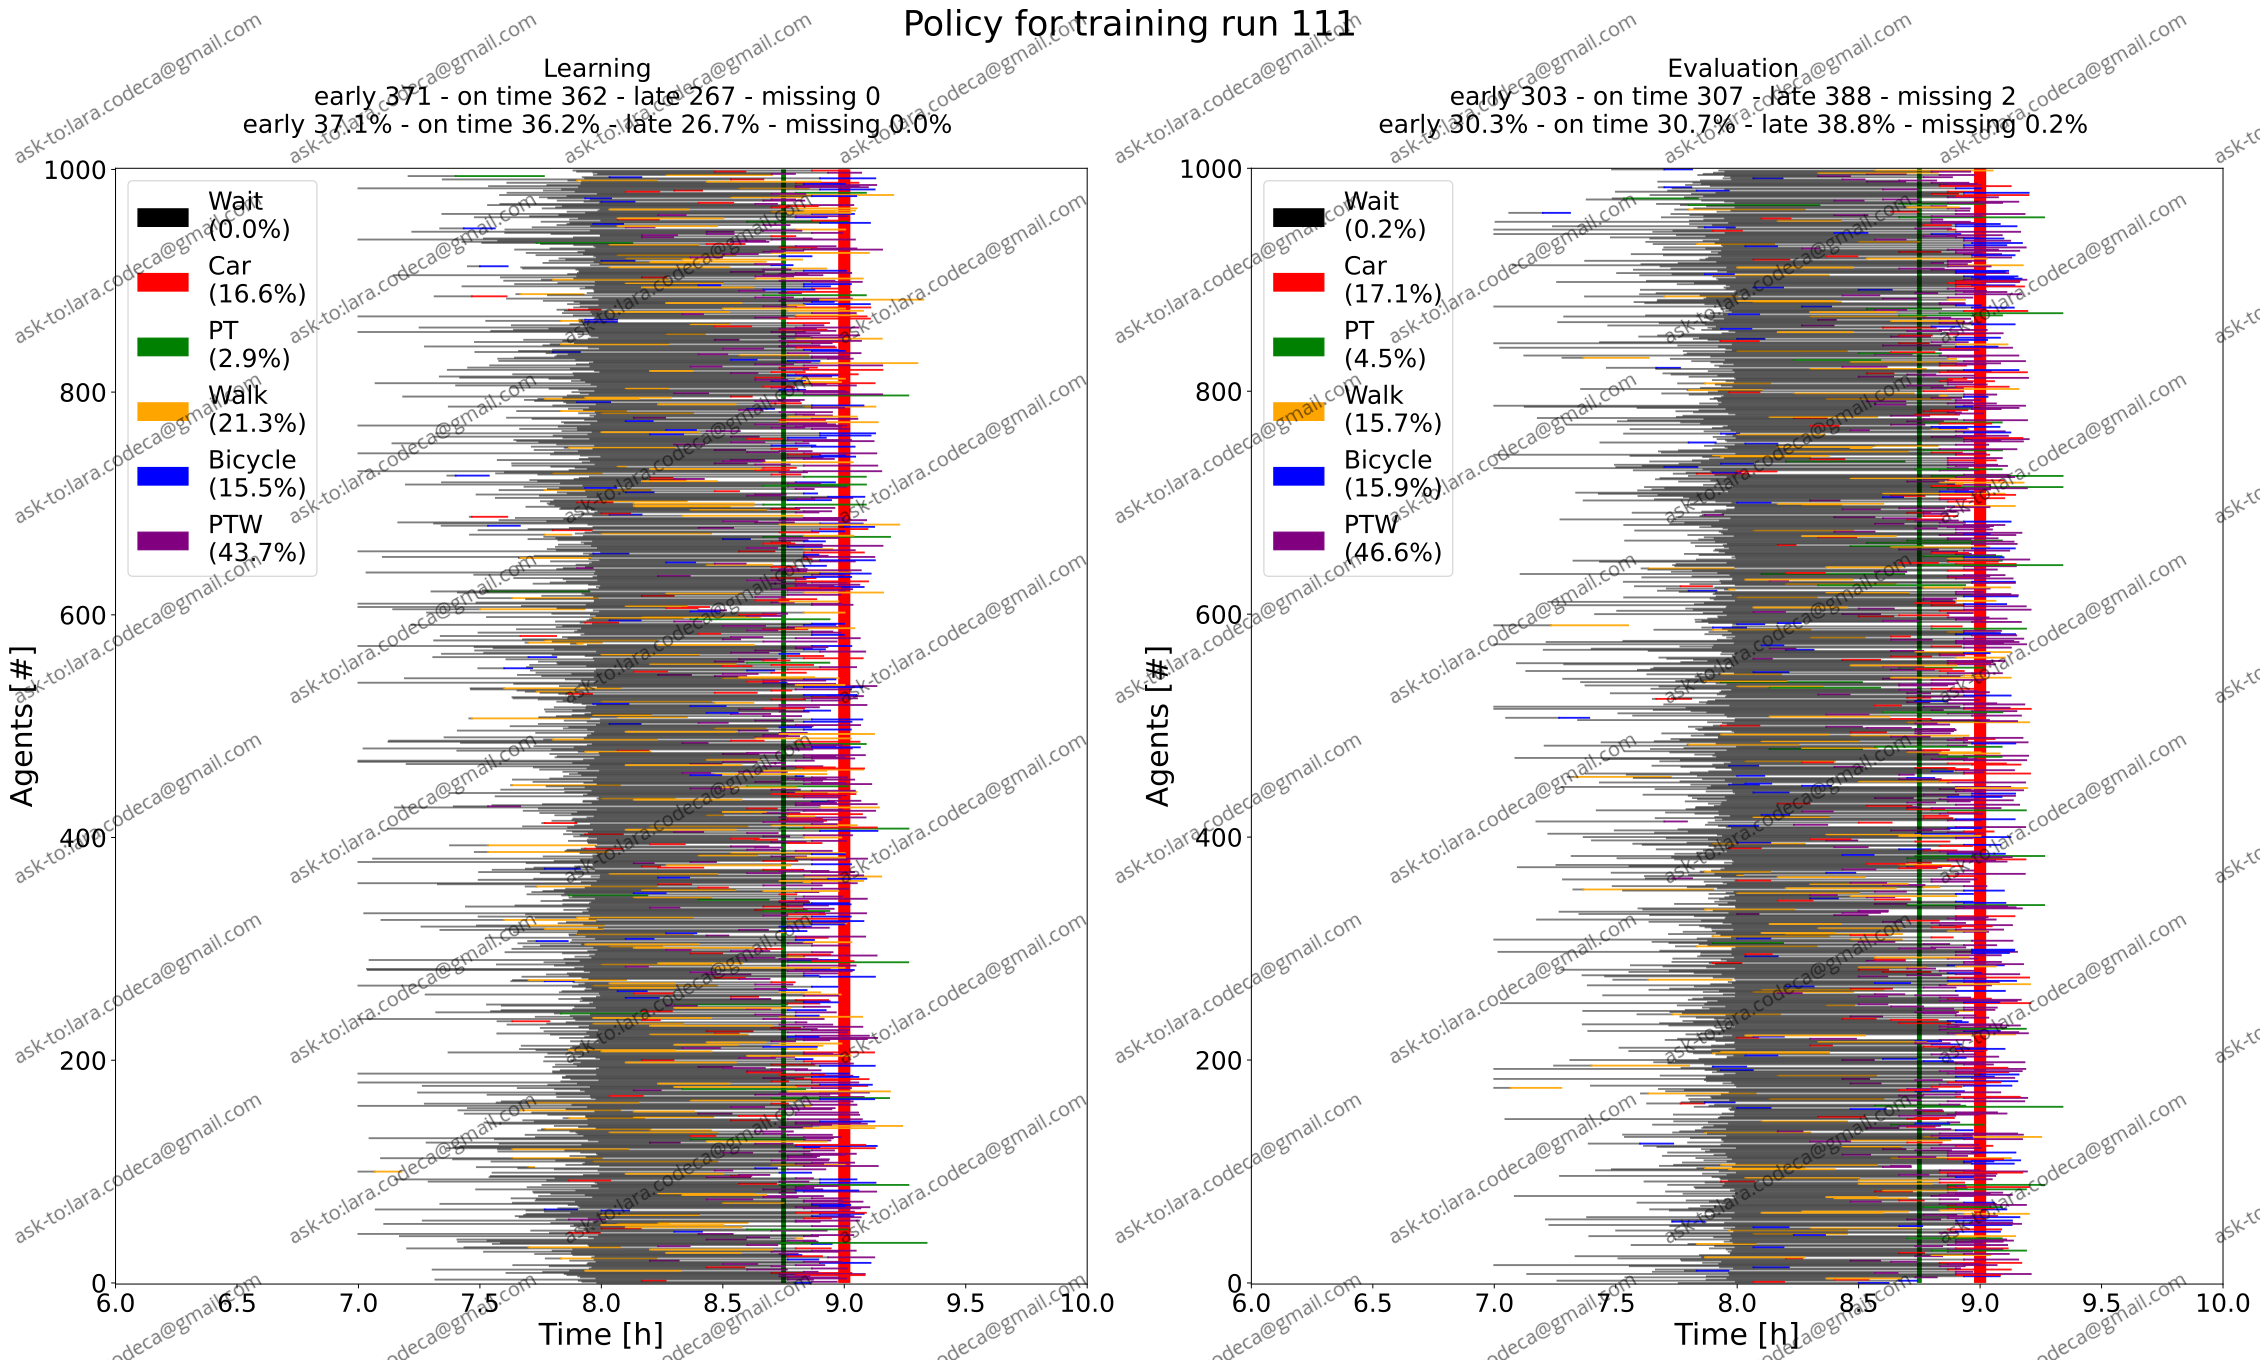 Policy for training run 111
Learning
early 371 - on time 362 - late 267 - missing 0
early 37.1% - on time 36.2% - late 26.7% - missing 0.0%
1000
800
600
400
200
0
Agents [#]
Wait
(0.0%)
Car
(16.6%)
PT
(2.9%)
Walk
(21.3%)
Bicycle
(15.5%)
PTW
(43.7%)
6.0 6.5 7.0 7.5 8.0 8.5 9.0 9.5 10.0
Time [h]
Evaluation
early 303 - on time 307 - late 388 - missing 2
early 30.3% - on time 30.7% - late 38.8% - missing 0.2%
1000
800
600
400
200
0
Agents [#]
Wait
(0.2%)
Car
(17.1%)
PT
(4.5%)
Walk
(15.7%)
Bicycle
(15.9%)
PTW
(46.6%)
6.0 6.5 7.0 7.5 8.0 8.5 9.0 9.5 10.0
Time [h]
ask-to:lara.codeca@gmail.com